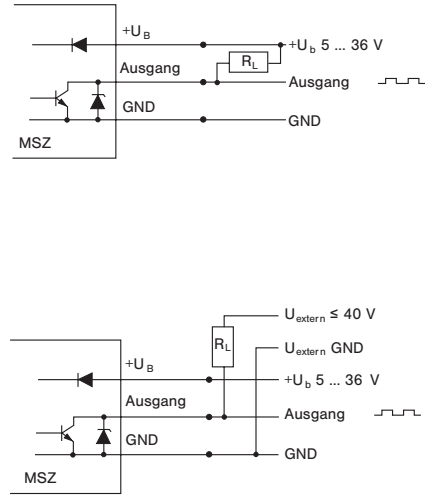 +U_B
+U_b 5 ... 36 V
R_L
Ausgang
Ausgang
GND
GND
MSZ
U_extern ≤ 40 V
R_L
U_extern GND
+U_B
+U_b 5 ... 36 V
Ausgang
Ausgang
GND
GND
MSZ